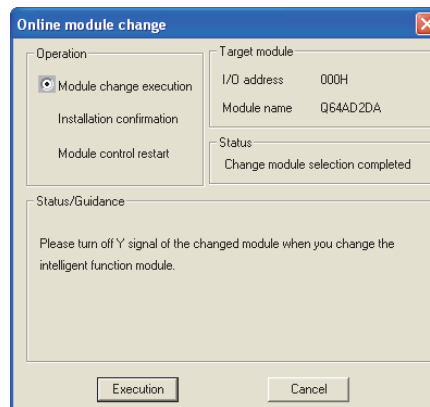 Online module change
Operation
Module change execution
Installation confirmation
Module control restart
Target module
I/O address 000H
Module name Q64AD2DA
Status
Change module selection completed
Status/Guidance
Please turn off Y signal of the changed module when you change the
intelligent function module.
Execution Cancel